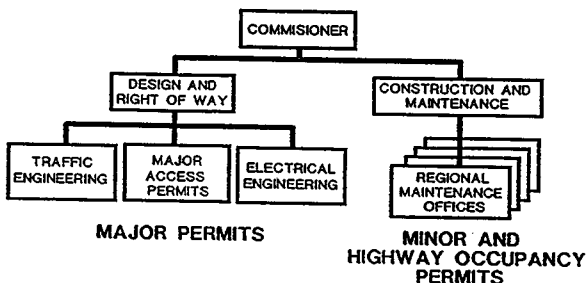 COMMISIONER
DESIGN AND
RIGHT OF WAY
CONSTRUCTION AND
MAINTENANCE
TRAFFIC
ENGINEERING
MAJOR
ACCESS
PERMITS
ELECTRICAL
ENGINEERING
REGIONAL
MAINTENANCE
OFFICES
MAJOR PERMITS
MINOR AND
HIGHWAY OCCUPANCY
PERMITS